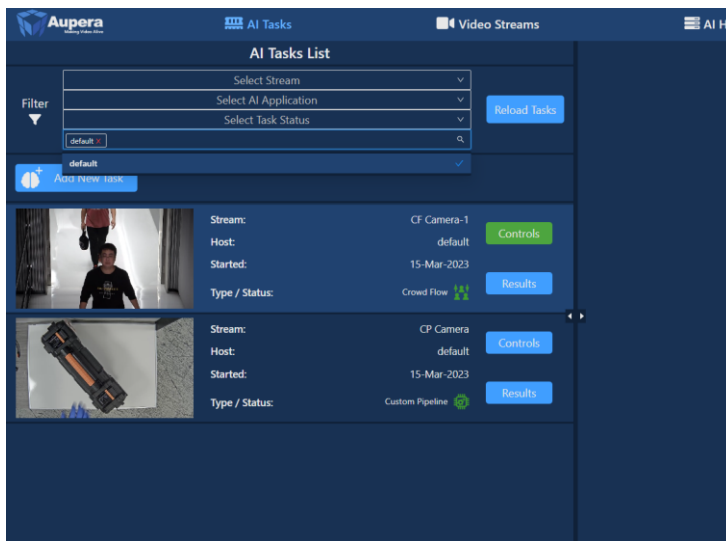 Aupera
Making Video Alive
AI Tasks
Video Streams
AI H
AI Tasks List
Filter
Select Stream
Select AI Application
Select Task Status
default ×
default
Reload Tasks
Add New Task
Stream:
CF Camera-1
Host:
default
Started:
15-Mar-2023
Type / Status:
Crowd Flow
Controls
Results
Stream:
CP Camera
Host:
default
Started:
15-Mar-2023
Type / Status:
Custom Pipeline
Controls
Results